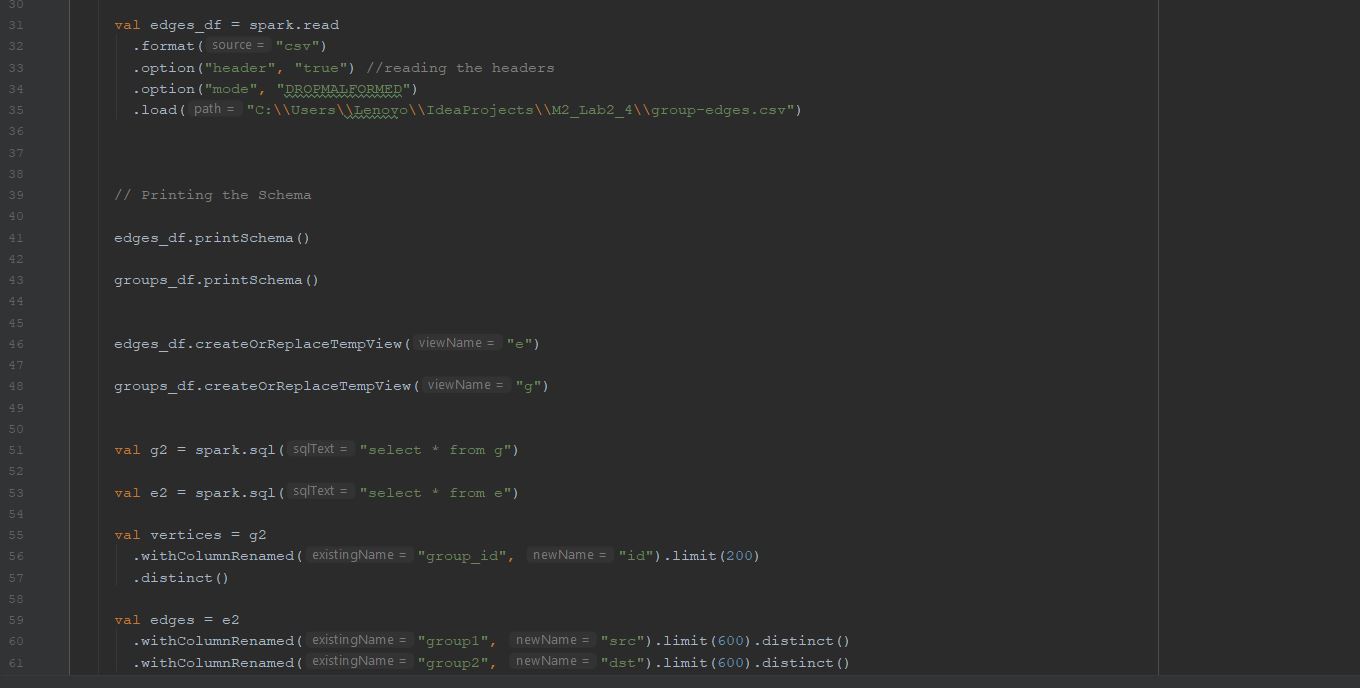 30
31 val edges_df = spark.read
32 .format( source = "csv")
33 .option("header", "true") //reading the headers
34 .option("mode", "DROPMALFORMED")
35 .load( path = "C:\\Users\\Lenovo\\IdeaProjects\\M2_Lab2_4\\group-edges.csv")
36
37
38
39 // Printing the Schema
40
41 edges_df.printSchema()
42
43 groups_df.printSchema()
44
45
46 edges_df.createOrReplaceTempView( viewName = "e")
47
48 groups_df.createOrReplaceTempView( viewName = "g")
49
50
51 val g2 = spark.sql( sqlText = "select * from g")
52
53 val e2 = spark.sql( sqlText = "select * from e")
54
55 val vertices = g2
56 .withColumnRenamed( existingName = "group_id", newName = "id").limit(200)
57 .distinct()
58
59 val edges = e2
60 .withColumnRenamed( existingName = "group1", newName = "src").limit(600).distinct()
61 .withColumnRenamed( existingName = "group2", newName = "dst").limit(600).distinct()